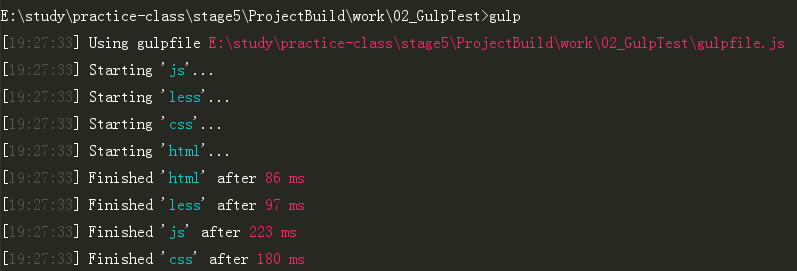 E:\study\practice-class\stage5\ProjectBuild\work\02_GulpTest>gulp
[19:27:33] Using gulpfile E:\study\practice-class\stage5\ProjectBuild\work\02_GulpTest\gulpfile.js
[19:27:33] Starting 'js'...
[19:27:33] Starting 'less'...
[19:27:33] Starting 'css'...
[19:27:33] Starting 'html'...
[19:27:33] Finished 'html' after 86 ms
[19:27:33] Finished 'less' after 97 ms
[19:27:33] Finished 'js' after 223 ms
[19:27:33] Finished 'css' after 180 ms